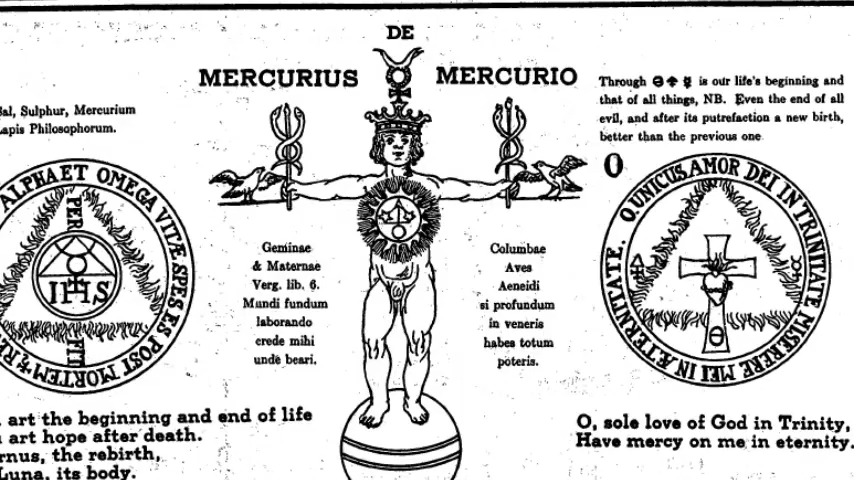 DE
MERCURIUS MERCURIO
Sulphur, Mercurium
Philosophorum.
Through 🜔 🜍 ☿ is our life's beginning and
that of all things, NB. Even the end of all
evil, and after its putrefaction a new birth,
better than the previous one
ALPHA ET OMEGA VITÆ SPES ES POST MORTEM
PER
IHS
FIT
Geminae
& Maternae
Verg. lib. 6.
Mundi fundum
laborando
crede mihi
unde beari.
Columbae
Aves
Aeneidi
si profundum
in veneris
habes totum
poteris.
O
O UNICUS AMOR DEI IN TRINITATE MISERERE MEI IN ÆTERNITATE.
art the beginning and end of life
art hope after death.
the rebirth,
Luna, its body.
O, sole love of God in Trinity,
Have mercy on me in eternity.